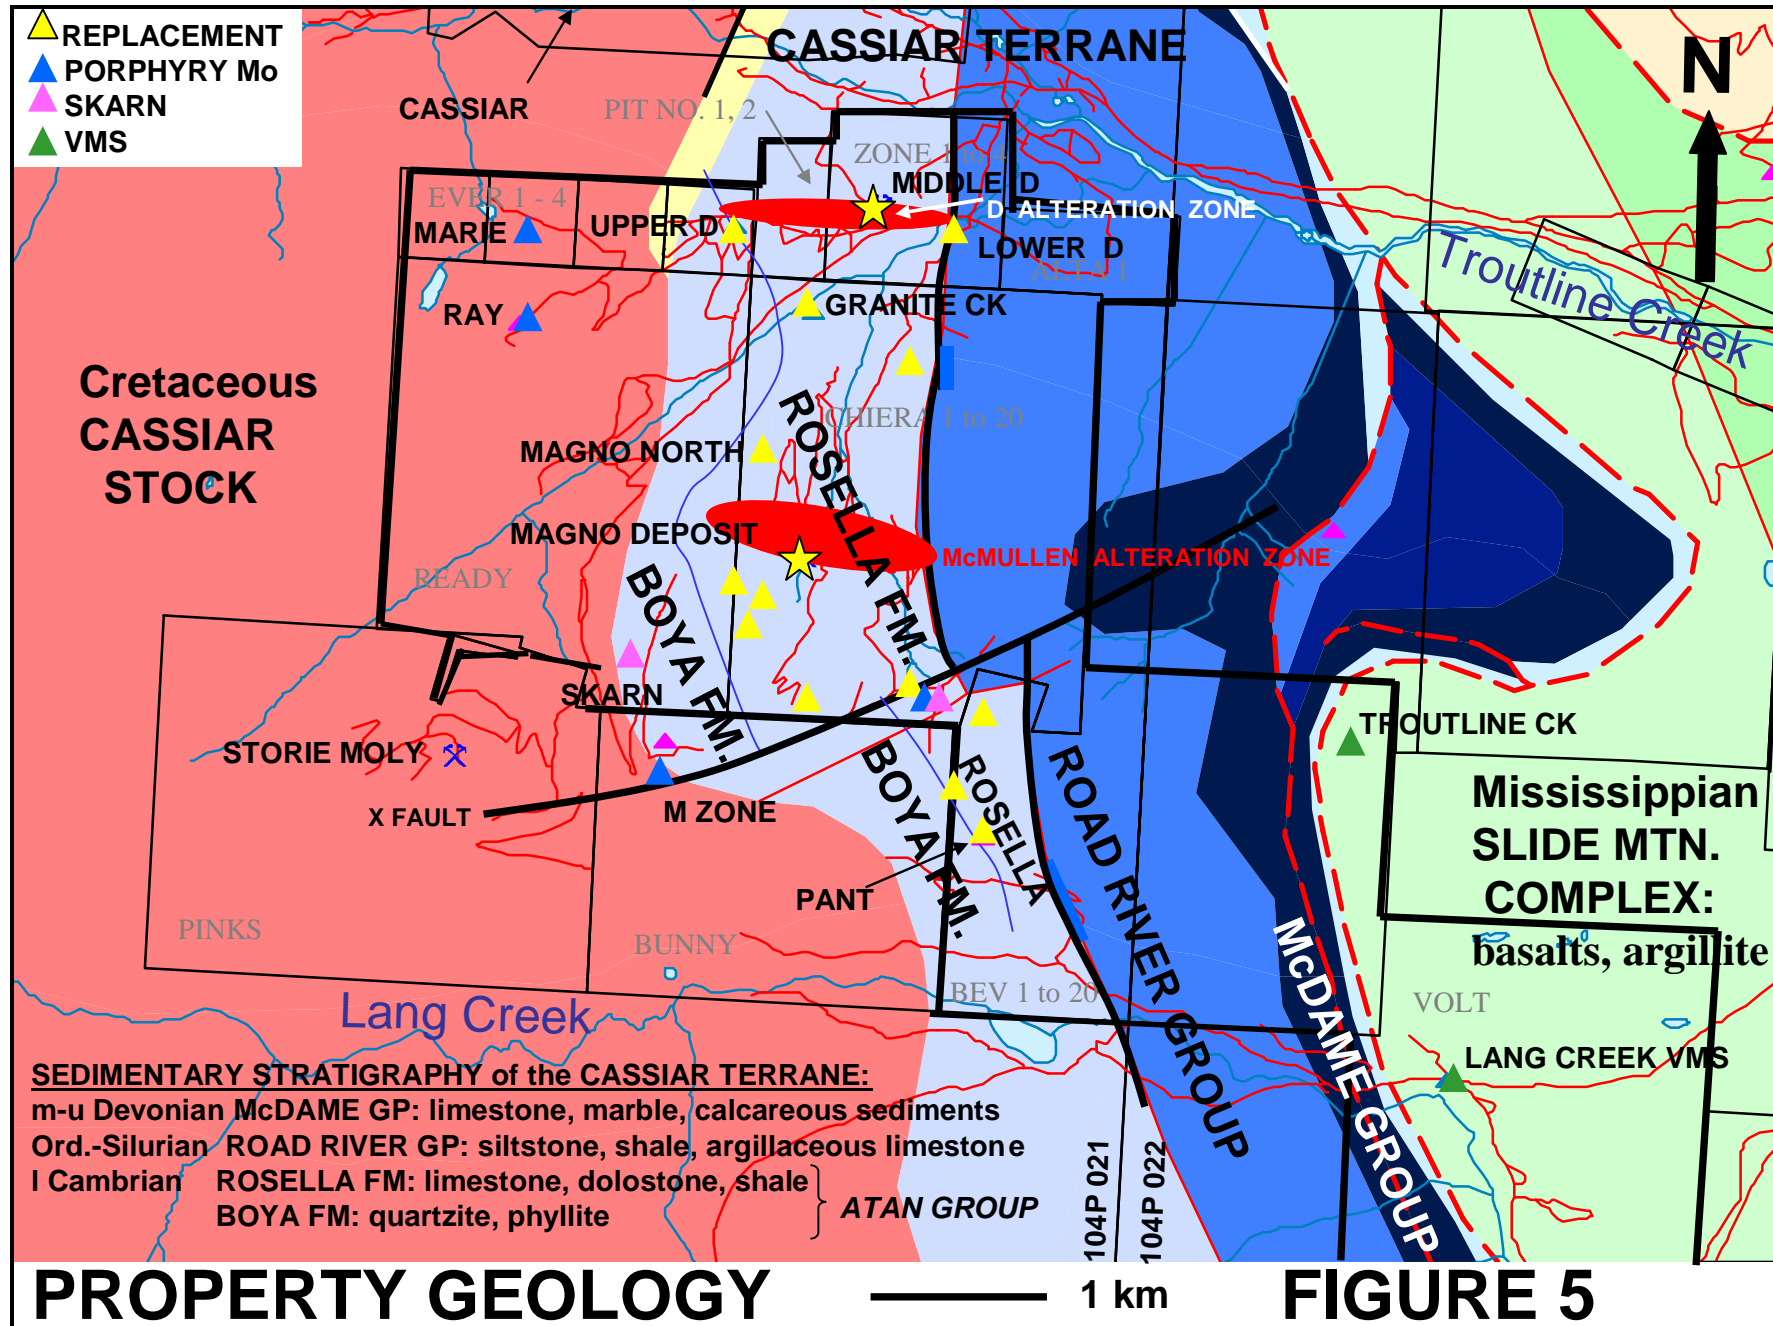 REPLACEMENT
PORPHYRY Mo
SKARN
VMS
CASSIAR TERRANE
N
CASSIAR
PIT NO. 1, 2
ZONE 1 to 4
MIDDLE D
EVER 1 - 4
D ALTERATION ZONE
MARIE
UPPER D
LOWER D
ALTA 1
Troutline Creek
RAY
GRANITE CK
Cretaceous
CASSIAR
STOCK
CHIERA 1 to 20
ROSELLA FM.
MAGNO NORTH
MAGNO DEPOSIT
McMULLEN ALTERATION ZONE
READY
BOYA FM.
SKARN
STORIE MOLY
TROUTLINE CK
X FAULT
M ZONE
BOYA FM.
ROSELLA
ROAD RIVER GROUP
Mississippian
SLIDE MTN.
COMPLEX:
basalts, argillite
PANT
PINKS
BUNNY
BEV 1 to 20
McDAME GROUP
VOLT
Lang Creek
LANG CREEK VMS
SEDIMENTARY STRATIGRAPHY of the CASSIAR TERRANE:
m-u Devonian McDAME GP: limestone, marble, calcareous sediments
Ord.-Silurian ROAD RIVER GP: siltstone, shale, argillaceous limestone
l Cambrian ROSELLA FM: limestone, dolostone, shale
BOYA FM: quartzite, phyllite
ATAN GROUP
104P 021
104P 022
PROPERTY GEOLOGY
1 km
FIGURE 5